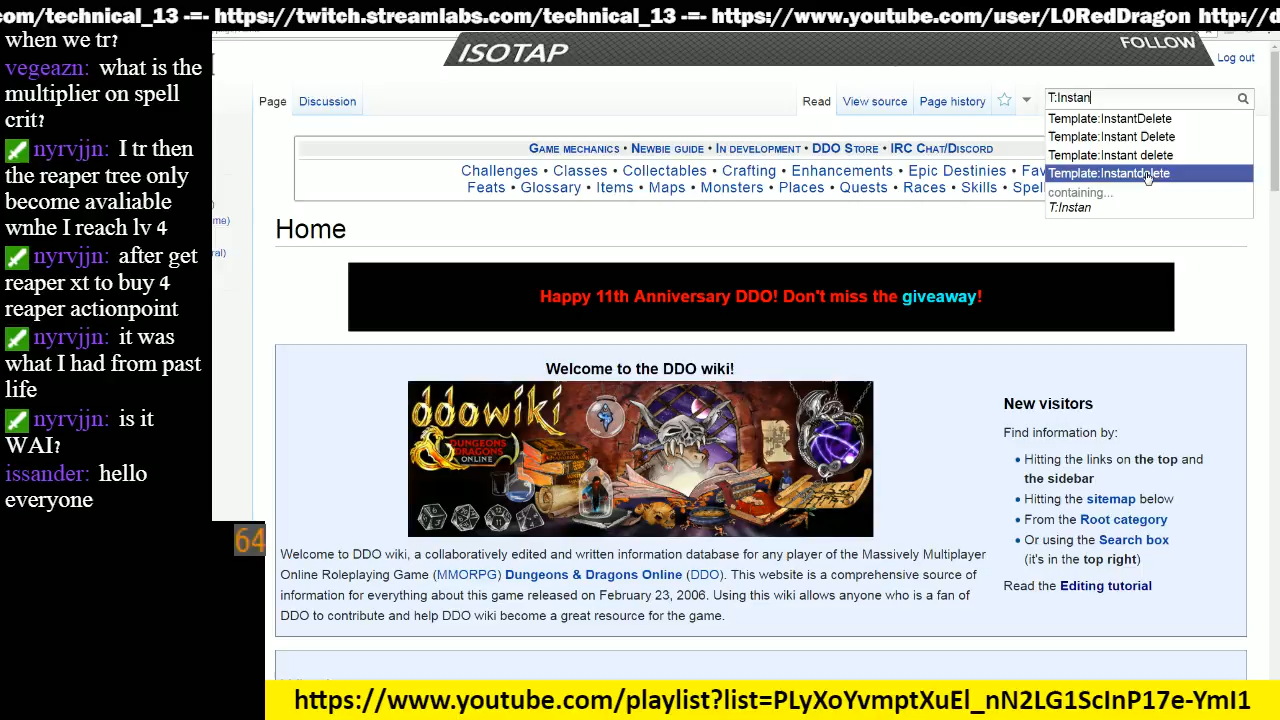 com/technical_13 -=- https://twitch.streamlabs.com/technical_13 -=- https://www.youtube.com/user/L0RedDragon http://d
when we tr?
vegeazn: what is the
multiplier on spell
crit?
nyrvjjn: I tr then
the reaper tree only
become avaliable
wnhe I reach lv 4
nyrvjjn: after get
reaper xt to buy 4
reaper actionpoint
nyrvjjn: it was
what I had from past
life
nyrvjjn: is it
WAI?
issander: hello
everyone
64
ISOTAP
FOLLOW
Log out
Page Discussion
Read View source Page history
T:Instan
Template:InstantDelete
Template:Instant Delete
Template:Instant delete
Template:Instantdelete
containing...
T:Instan
Game mechanics • Newbie guide • In development • DDO Store • IRC Chat/Discord
Challenges • Classes • Collectables • Crafting • Enhancements • Epic Destinies • Fav
Feats • Glossary • Items • Maps • Monsters • Places • Quests • Races • Skills • Spel
Home
Happy 11th Anniversary DDO! Don't miss the giveaway!
Welcome to the DDO wiki!
ddowiki
DUNGEONS & DRAGONS
ONLINE
Welcome to DDO wiki, a collaboratively edited and written information database for any player of the Massively Multiplayer
Online Roleplaying Game (MMORPG) Dungeons & Dragons Online (DDO). This website is a comprehensive source of
information for everything about this game released on February 23, 2006. Using this wiki allows anyone who is a fan of
DDO to contribute and help DDO wiki become a great resource for the game.
New visitors
Find information by:
• Hitting the links on the top and
the sidebar
• Hitting the sitemap below
• From the Root category
• Or using the Search box
(it's in the top right)
Read the Editing tutorial
https://www.youtube.com/playlist?list=PLyXoYvmptXuEl_nN2LG1ScInP17e-YmI1